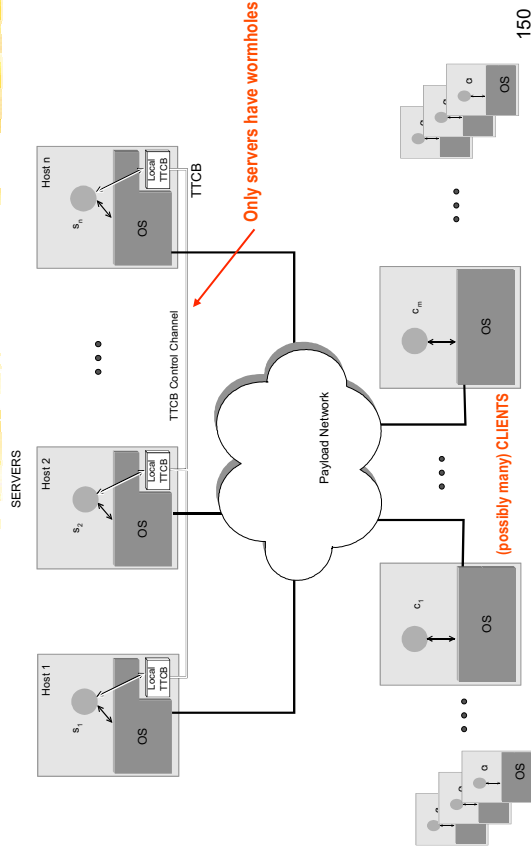 SERVERS
Host 1
Host 2
Host n
s1
s2
sn
Local
TTCB
Local
TTCB
Local
TTCB
OS
OS
OS
TTCB
TTCB Control Channel
Only servers have wormholes
Payload Network
c1
cm
OS
OS
(possibly many) CLIENTS
OS
OS
150